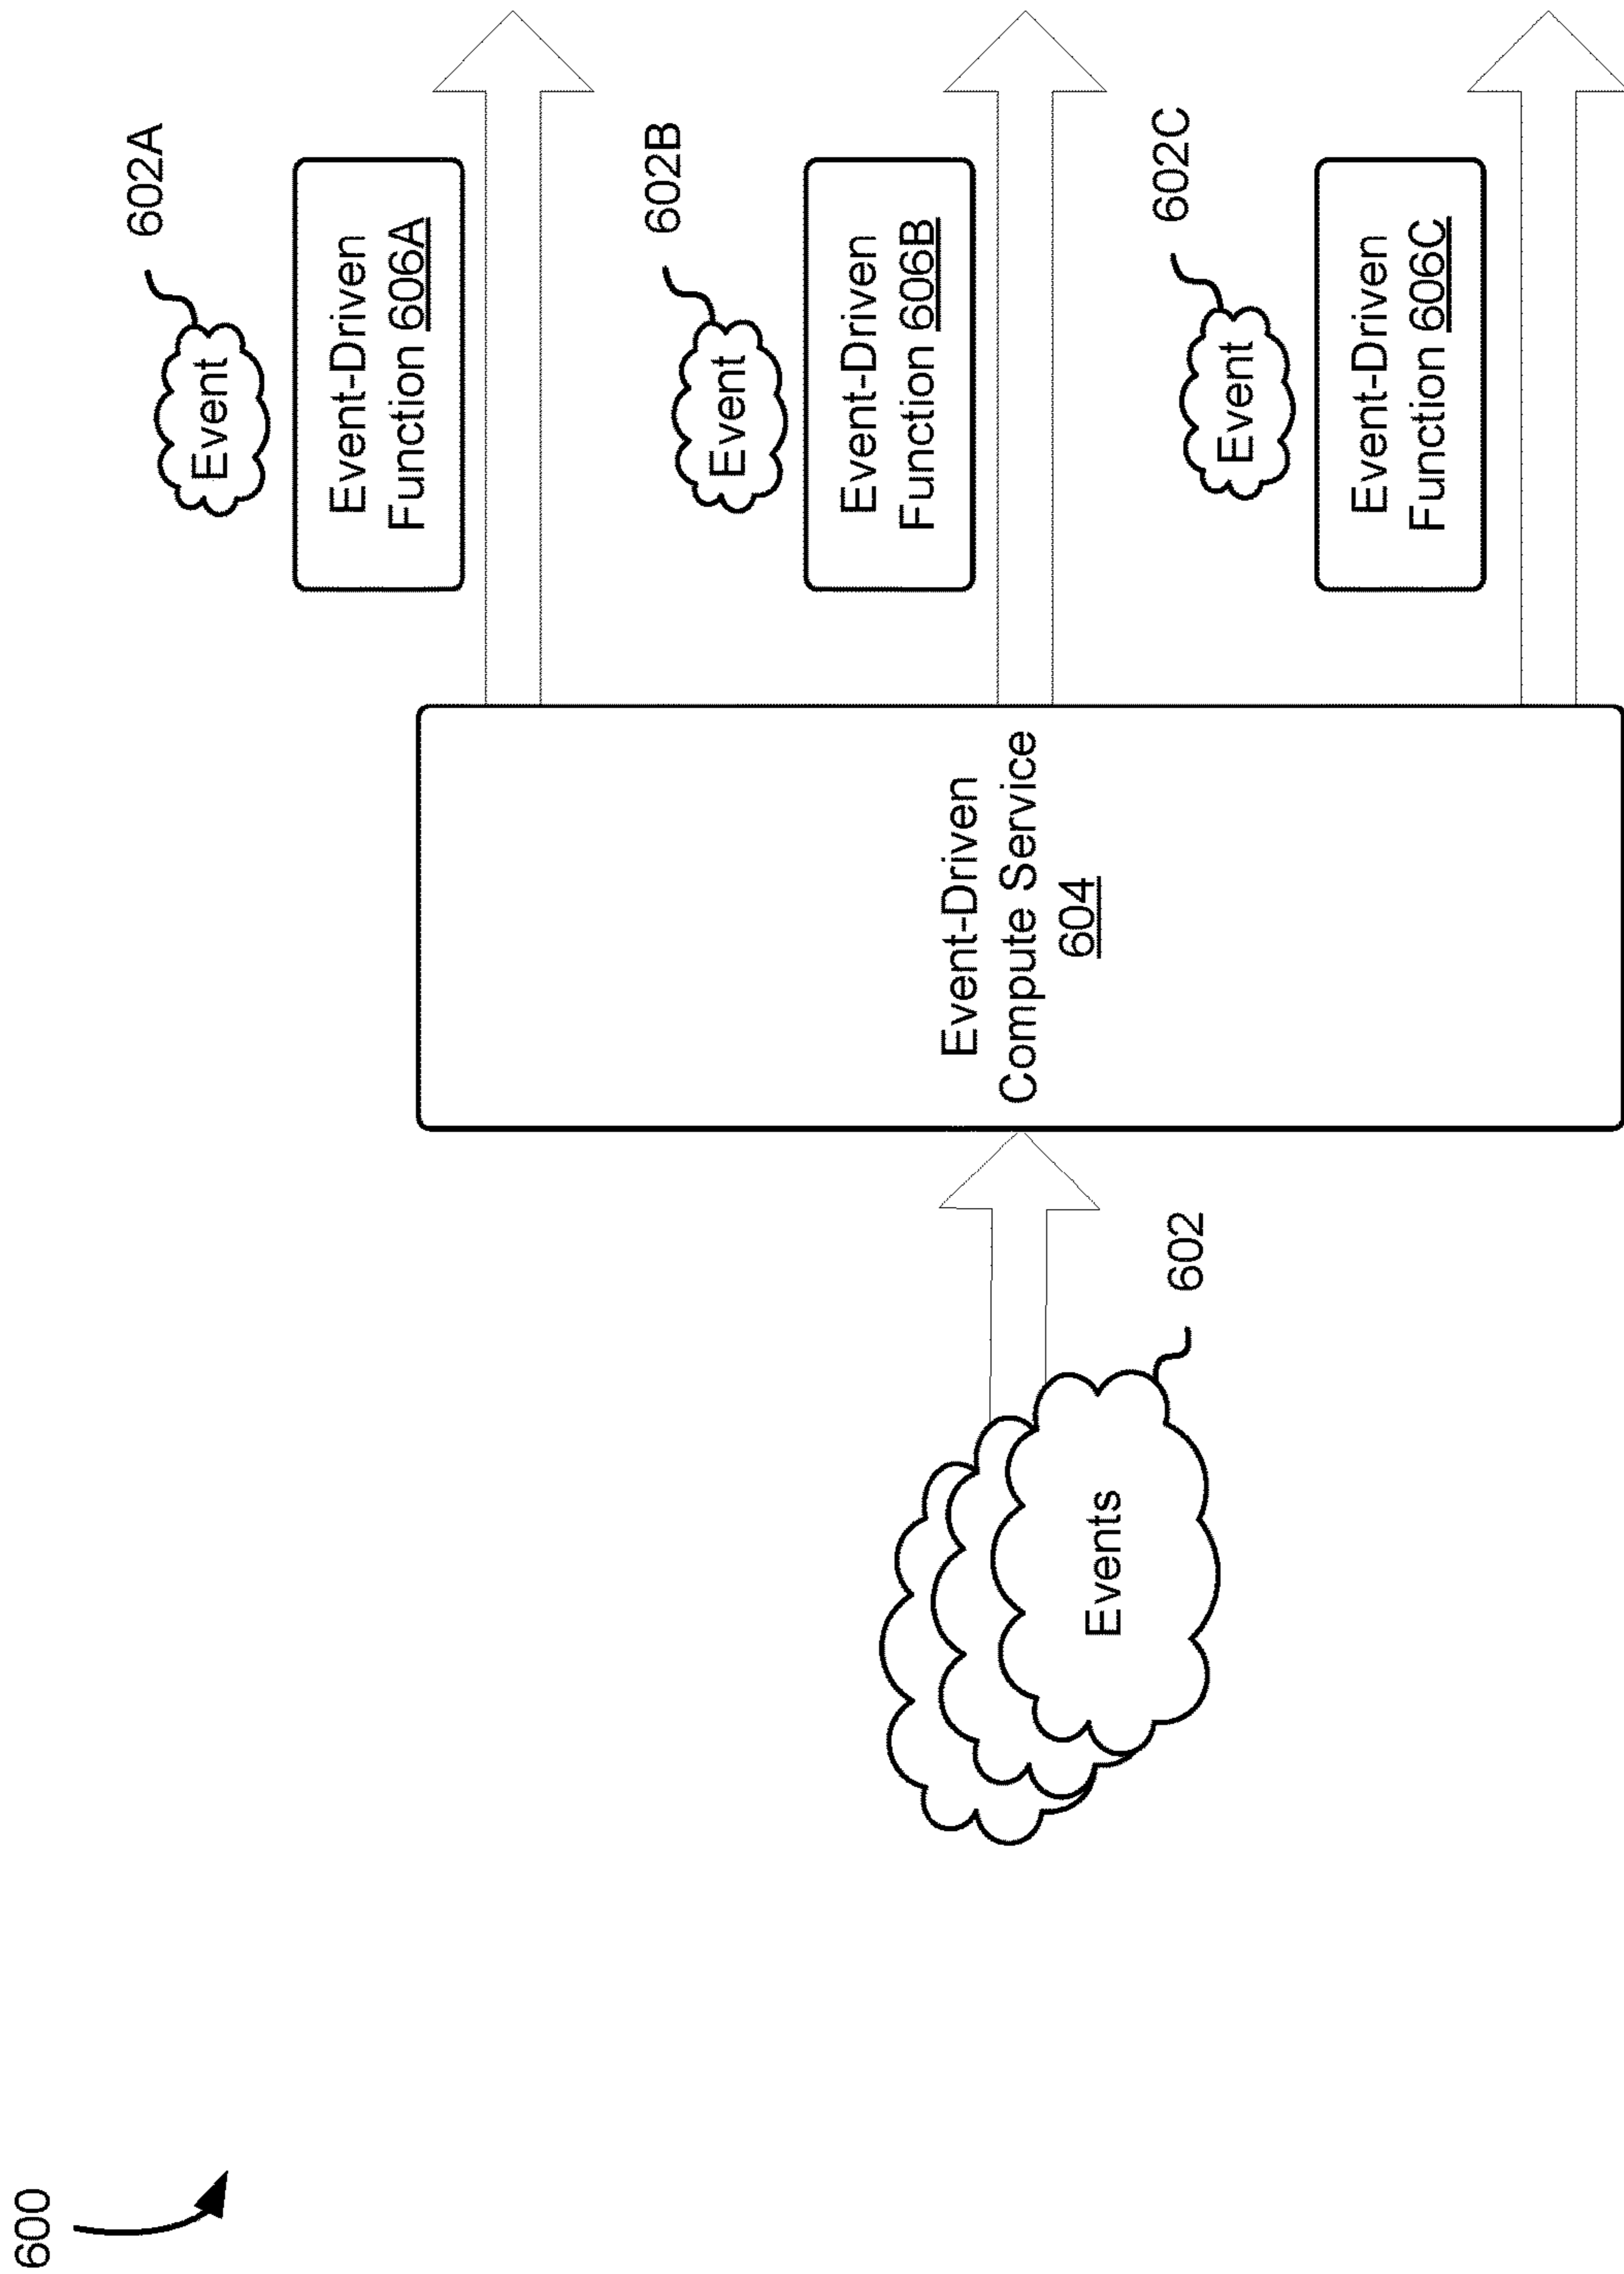 600
602A
Event
Event-Driven
Function 606A
602B
Event
Event-Driven
Function 606B
602C
Event
Event-Driven
Function 606C
Event-Driven
Compute Service
604
602
Events